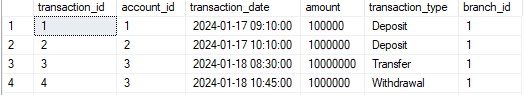 transaction_id account_id transaction_date amount transaction_type branch_id
1 1 1 2024-01-17 09:10:00 100000 Deposit 1
2 2 2 2024-01-17 10:10:00 100000 Deposit 1
3 3 3 2024-01-18 08:30:00 10000000 Transfer 1
4 4 3 2024-01-18 10:45:00 1000000 Withdrawal 1